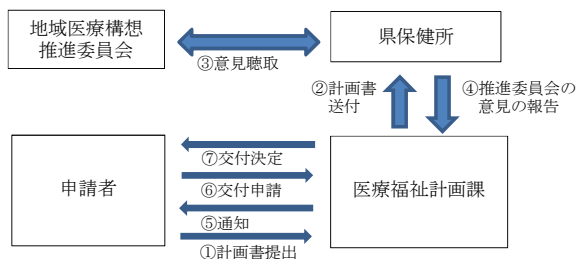 地域医療構想
推進委員会
県保健所
③意見聴取
②計画書
送付
④推進委員会の
意見の報告
申請者
医療福祉計画課
⑦交付決定
⑥交付申請
⑤通知
①計画書提出